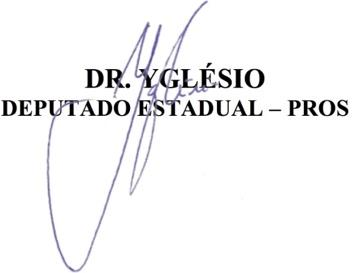 DR. YGLÉSIO
DEPUTADO ESTADUAL – PROS